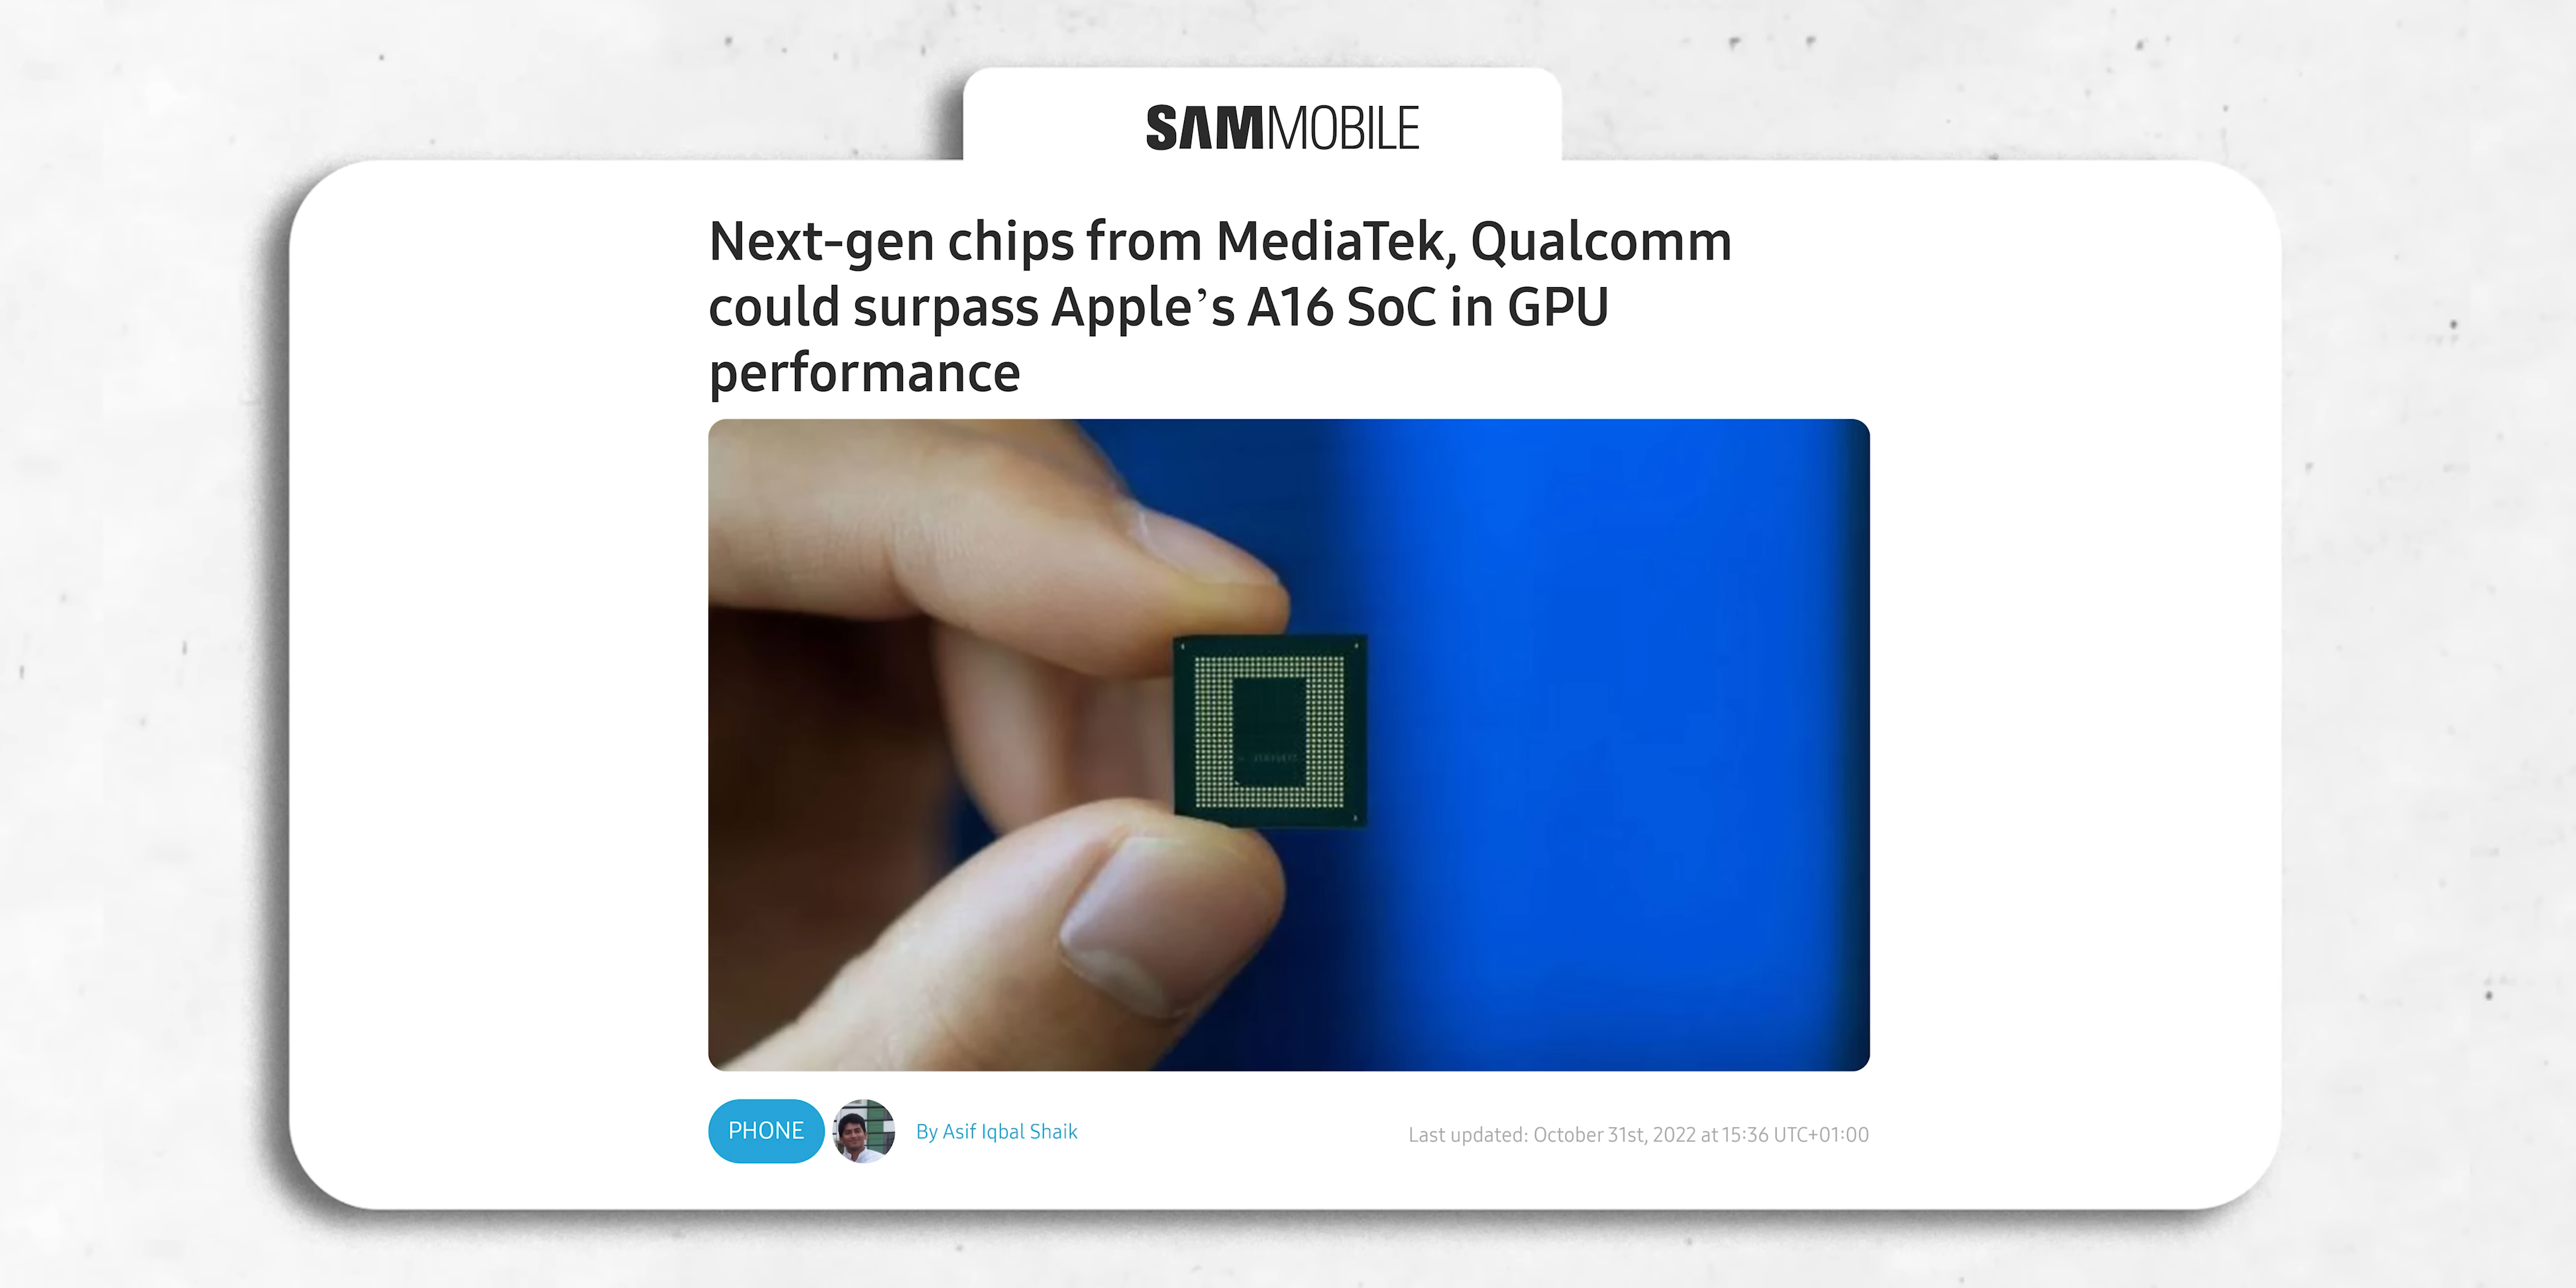 SAMMOBILE
Next-gen chips from MediaTek, Qualcomm
could surpass Apple’s A16 SoC in GPU
performance
PHONE
By Asif Iqbal Shaik
Last updated: October 31st, 2022 at 15:36 UTC+01:00